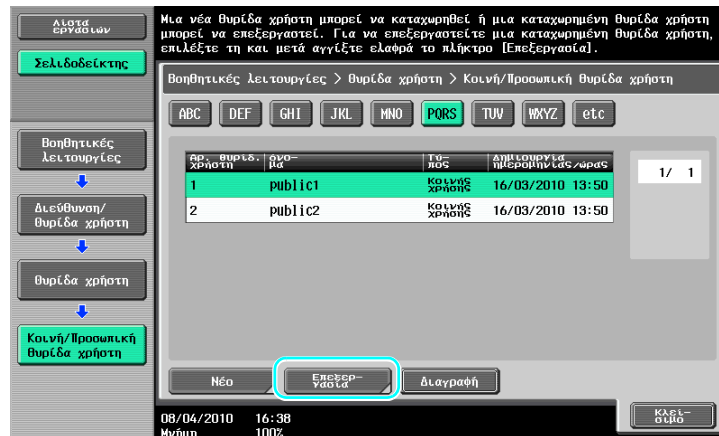 Λίστα
εργασιών
Σελιδοδείκτης
Μια νέα θυρίδα χρήστη μπορεί να καταχωρηθεί ή μια καταχωρημένη θυρίδα χρήστη
μπορεί να επεξεργαστεί. Για να επεξεργαστείτε μια καταχωρημένη θυρίδα χρήστη,
επιλέξτε τη και μετά αγγίξτε ελαφρά το πλήκτρο [Επεξεργασία].
Βοηθητικές λειτουργίες > θυρίδα χρήστη > Κοινή/Προσωπική θυρίδα χρήστη
ABC DEF GHI JKL MNO PQRS TUV WXYZ etc
Βοηθητικές
λειτουργίες
Διεύθυνση/
θυρίδα χρήστη
θυρίδα χρήστη
Κοινή/Προσωπική
θυρίδα χρήστη
Αρ. θυρίδ. χρήστη όνο-μα Τύ-πος Δημιουργία ημερομηνίας/ώρας
1 public1 Κοινής χρήσης 16/03/2010 13:50
2 public2 Κοινής χρήσης 16/03/2010 13:50
1/ 1
Νέο Επεξερ-γασία Διαγραφή
08/04/2010 16:38
Μνήμη 100%
Κλεί-
σιμο